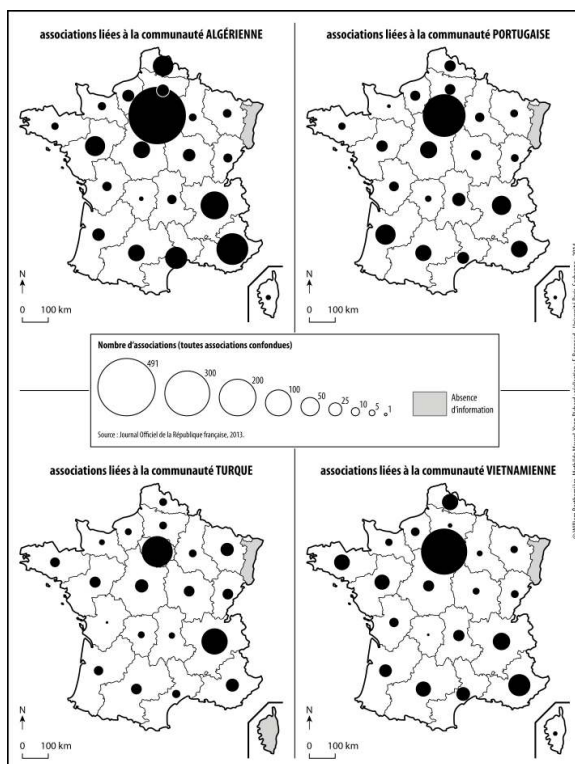 associations liées à la communauté ALGÉRIENNE
associations liées à la communauté PORTUGAISE
N
0 100 km
N
0 100 km
Nombre d'associations (toutes associations confondues)
491
300
200
100
50
25
10
5
1
Absence
d'information
Source : Journal Officiel de la République française, 2013.
associations liées à la communauté TURQUE
associations liées à la communauté VIETNAMIENNE
N
0 100 km
N
0 100 km